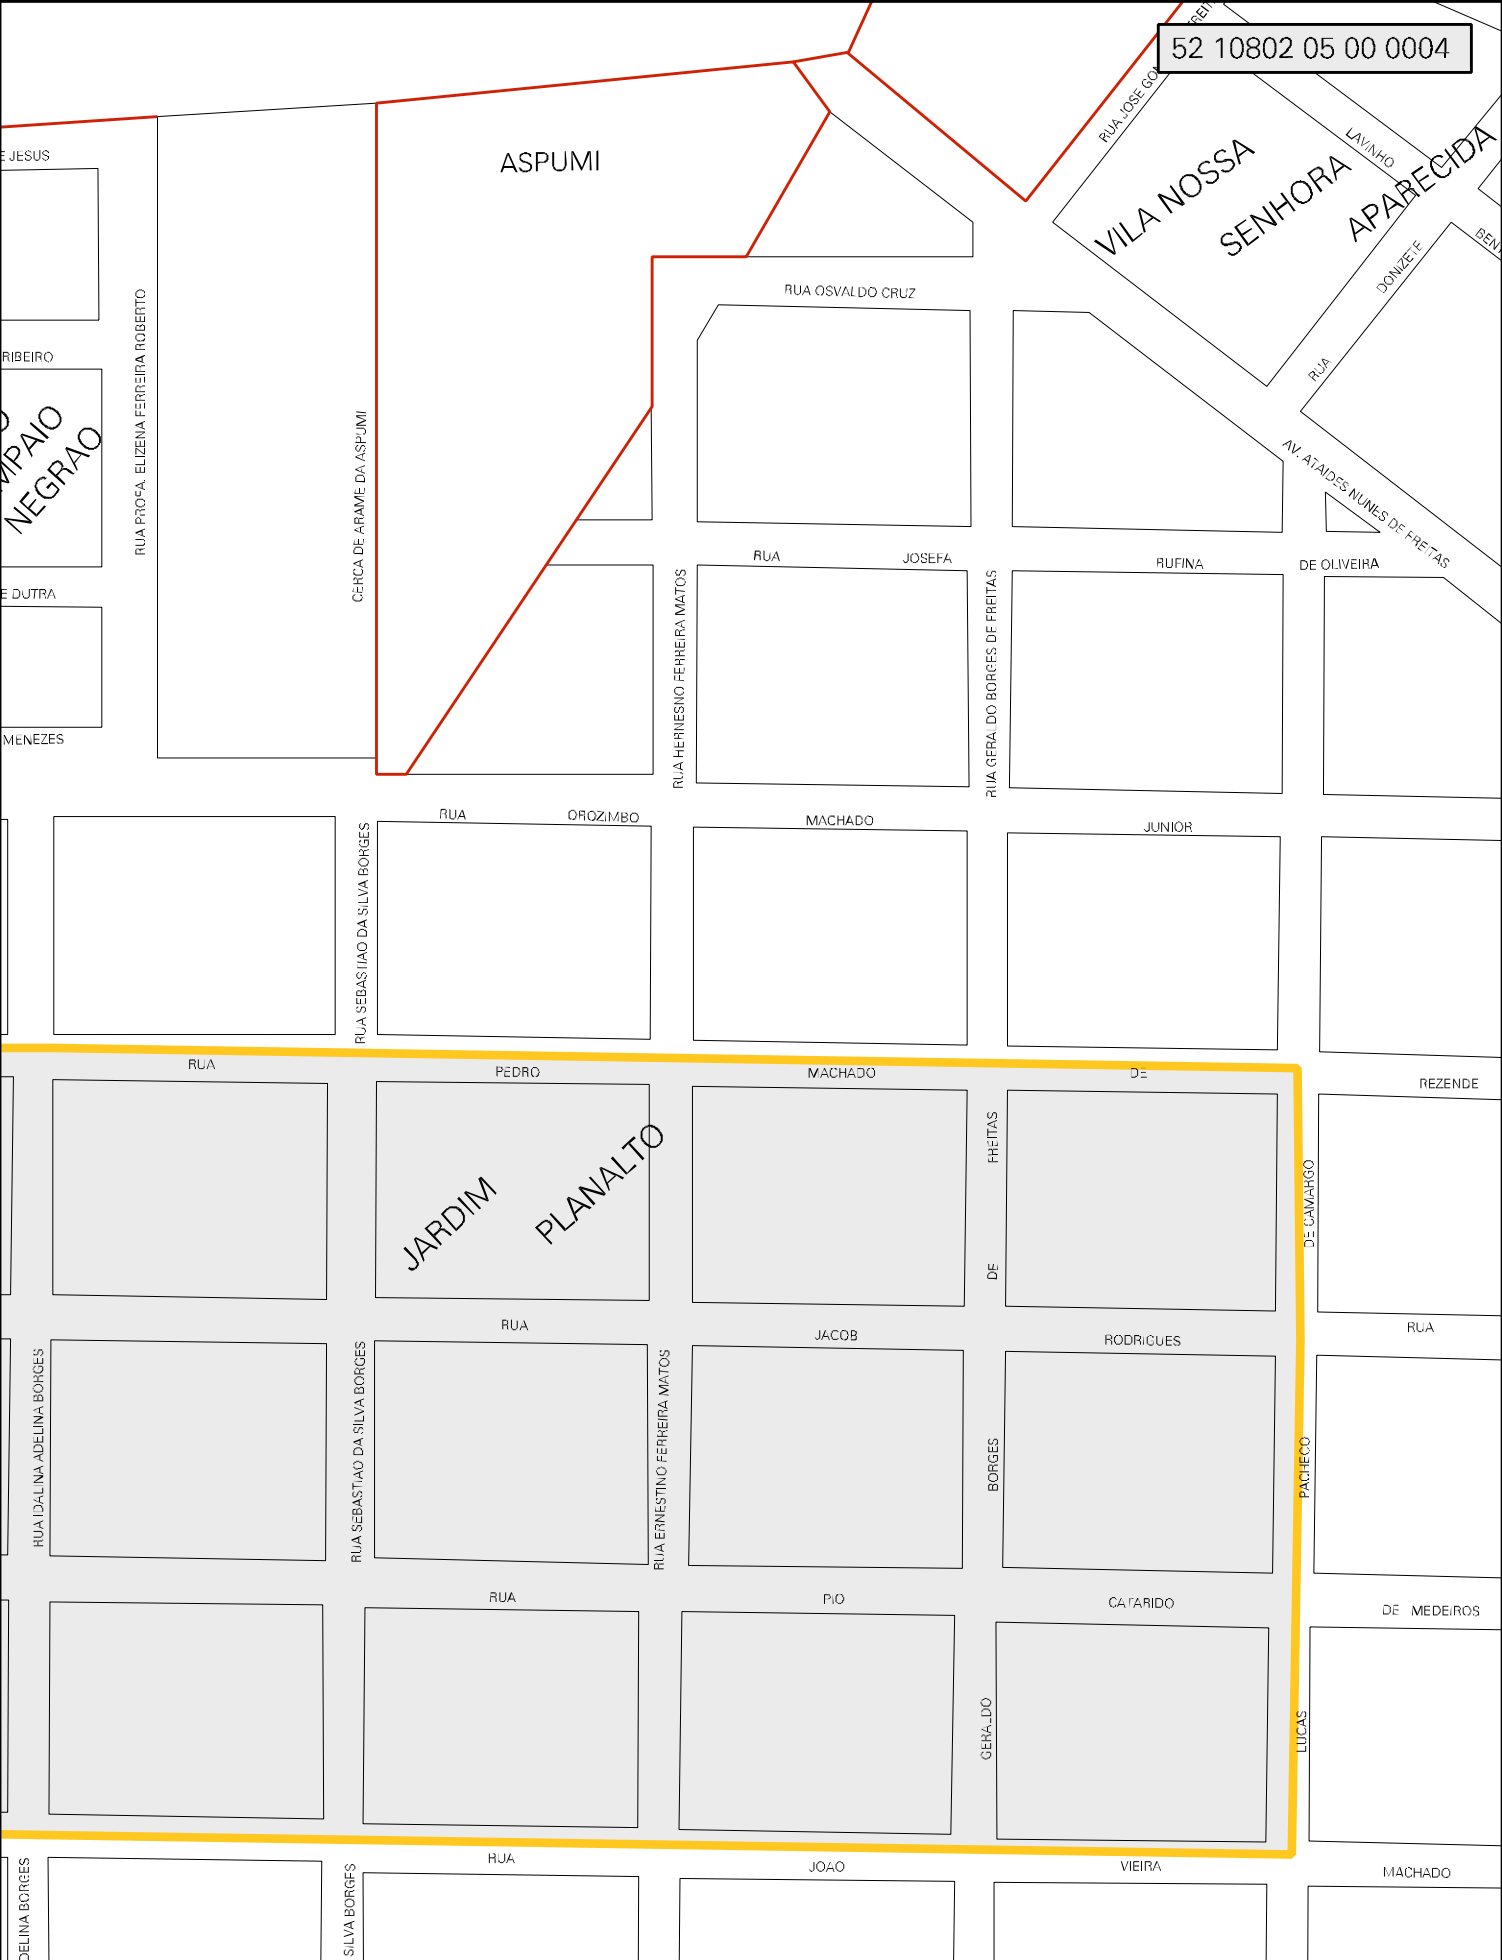 52 10802 05 00 0004
RUA JOSE
LAVINHO
VILA NOSSA
SENHORA
APARECIDA
E JESUS
ASPUMI
DONIZETE
RUA
RUA OSVALDO CRUZ
RIBEIRO
MPAIO
NEGRAO
RUA PROFA. ELIZENA FERREIRA ROBERTO
CERCA DE ARAME DA ASPUMI
AV. ATAIDES NUNES DE FREITAS
RUA JOSEFA RUFINA DE OLIVEIRA
E DUTRA
RUA HERNESNO FERREIRA MATOS
RUA GERALDO BORGES DE FREITAS
MENEZES
RUA OROZIMBO MACHADO JUNIOR
RUA SEBASTIAO DA SILVA BORGES
RUA PEDRO MACHADO DE REZENDE
FREITAS
DE CAMARGO
JARDIM
PLANALTO
DE
RUA JACOB RODRIGUES RUA
RUA IDALINA ADELINA BORGES
RUA SEBASTIAO DA SILVA BORGES
RUA ERNESTINO FERREIRA MATOS
BORGES
PACHECO
RUA PIO CATARIDO DE MEDEIROS
GERALDO
LUCAS
RUA JOAO VIEIRA MACHADO
DELINA BORGES
SILVA BORGES